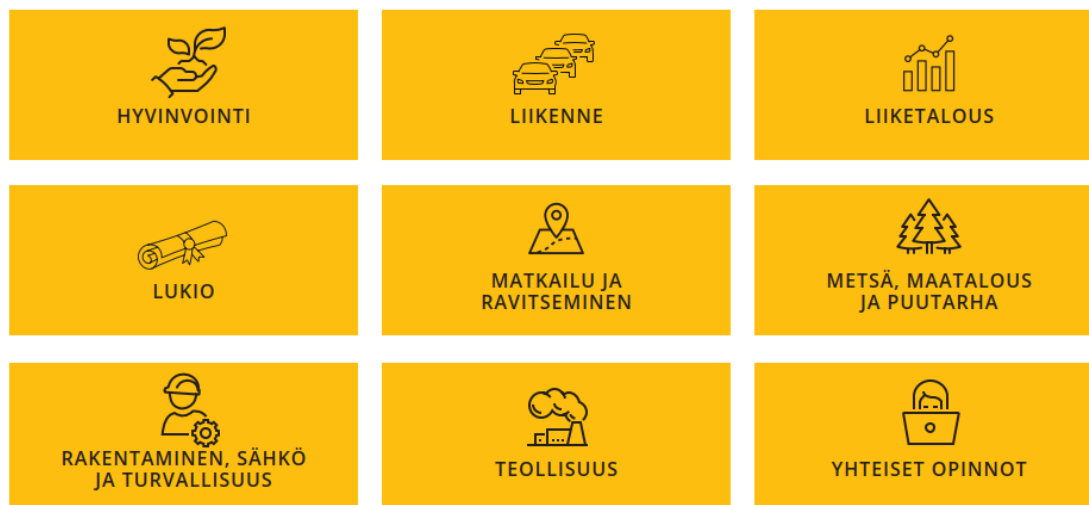 HYVINVOINTI
LIIKENNE
LIIKETALOUS
LUKIO
MATKAILU JA
RAVITSEMINEN
METSÄ, MAATALOUS
JA PUUTARHA
RAKENTAMINEN, SÄHKÖ
JA TURVALLISUUS
TEOLLISUUS
YHTEISET OPINNOT